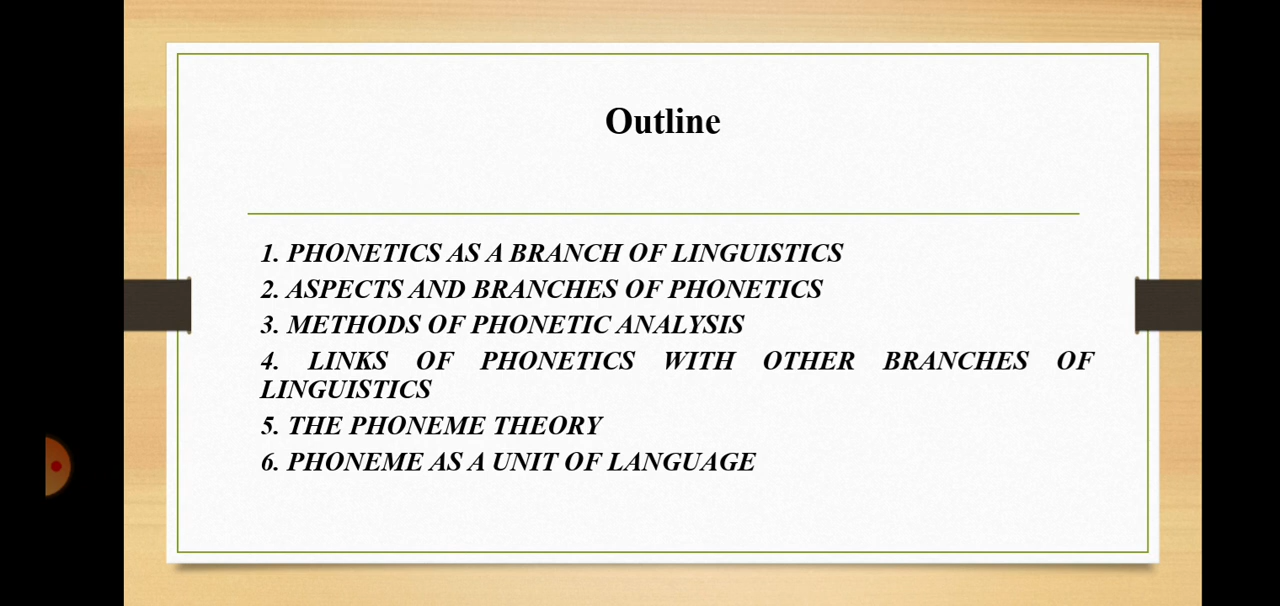 Outline
1. PHONETICS AS A BRANCH OF LINGUISTICS
2. ASPECTS AND BRANCHES OF PHONETICS
3. METHODS OF PHONETIC ANALYSIS
4. LINKS OF PHONETICS WITH OTHER BRANCHES OF
LINGUISTICS
5. THE PHONEME THEORY
6. PHONEME AS A UNIT OF LANGUAGE